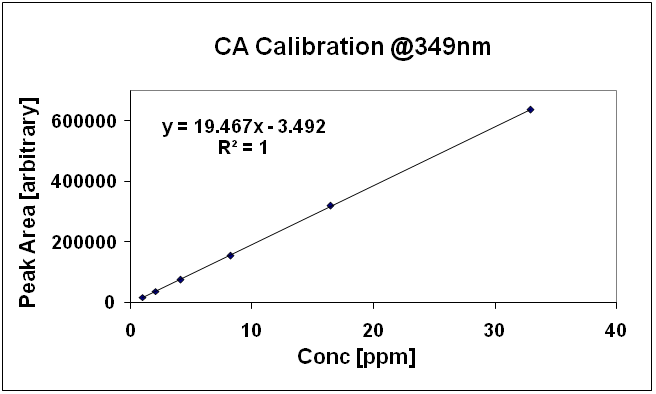 CA Calibration @349nm
y = 19.467x - 3.492
R² = 1
Peak Area [arbitrary]
600000
400000
200000
0
0 10 20 30 40
Conc [ppm]